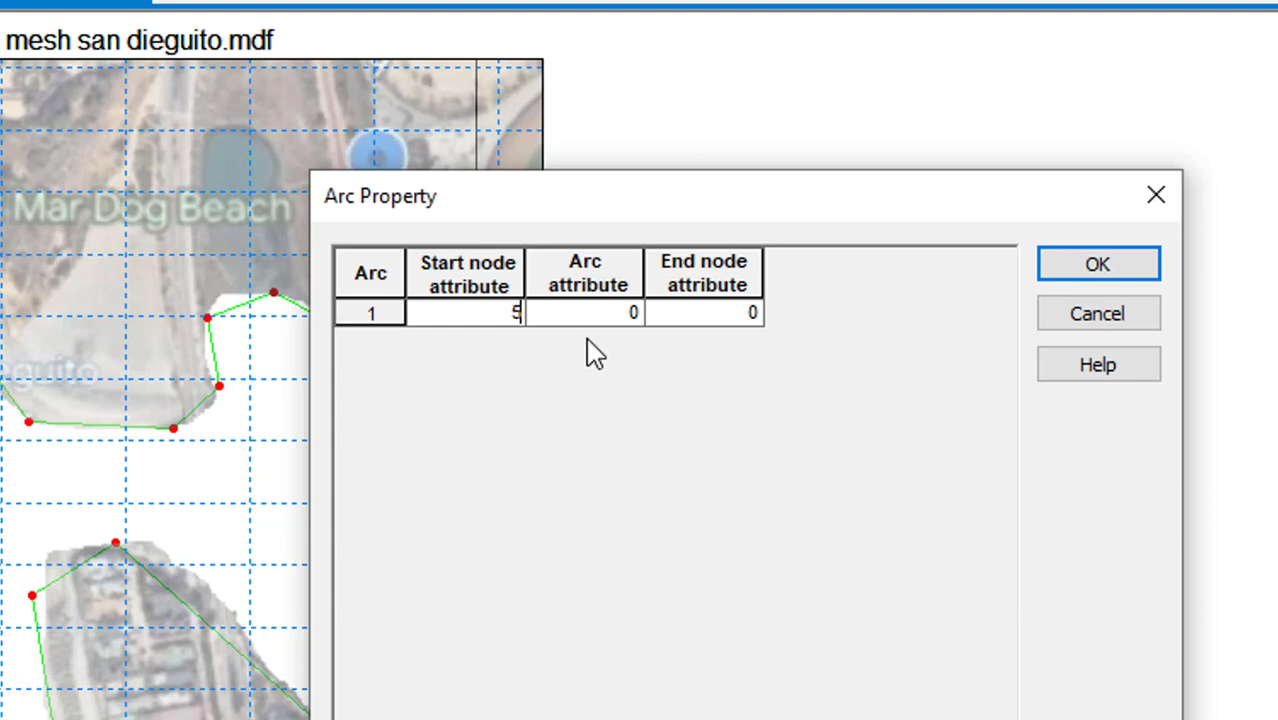 mesh san dieguito.mdf
Mar Dog Beach
Arc Property
Arc
Start node
attribute
Arc
attribute
End node
attribute
1
5
0
0
OK
Cancel
Help